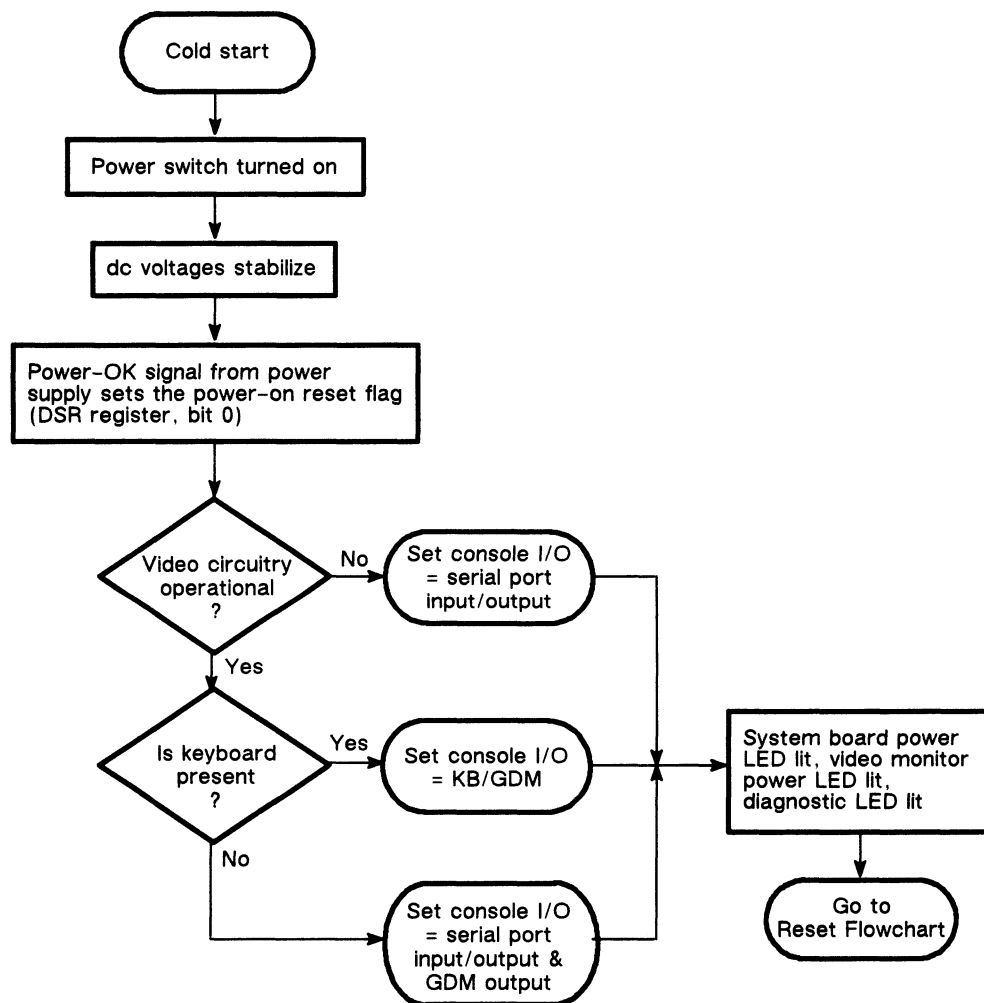 Cold start
Power switch turned on
dc voltages stabilize
Power-OK signal from power
supply sets the power-on reset flag
(DSR register, bit 0)
Video circuitry
operational
?
No
Set console I/O
= serial port
input/output
Yes
Is keyboard
present
?
Yes
Set console I/O
= KB/GDM
System board power
LED lit, video monitor
power LED lit,
diagnostic LED lit
No
Set console I/O
= serial port
input/output &
GDM output
Go to
Reset Flowchart